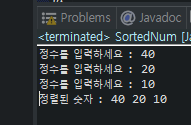 Problems @ Javadoc
<terminated> SortedNum [Ja
정수를 입력하세요 : 40
정수를 입력하세요 : 20
정수를 입력하세요 : 10
정렬된 숫자 : 40 20 10